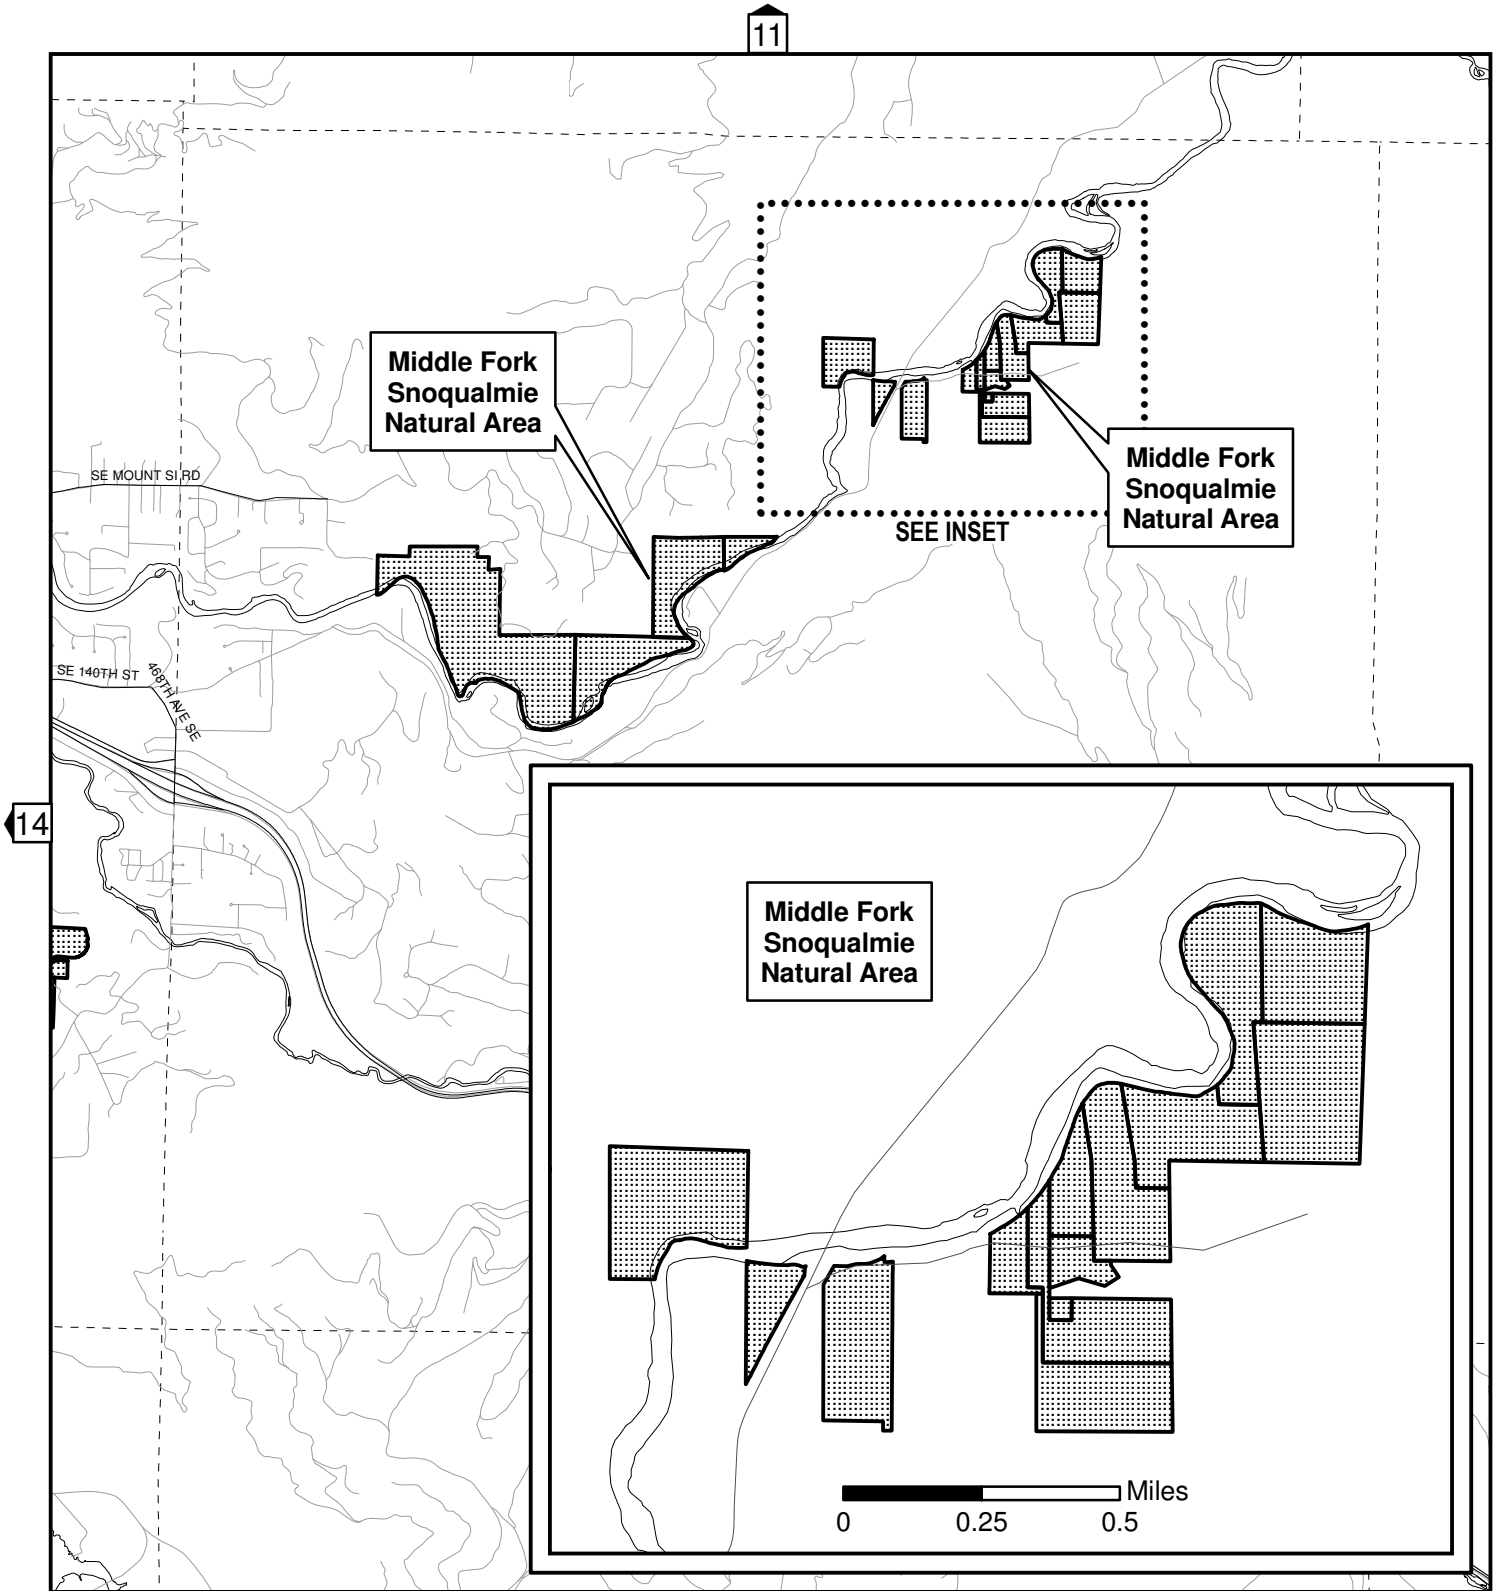 11
Middle Fork
Snoqualmie
Natural Area
Middle Fork
Snoqualmie
Natural Area
SE MOUNT SI RD
SEE INSET
SE 140TH ST
468TH AVE SE
14
Middle Fork
Snoqualmie
Natural Area
Miles
0 0.25 0.5